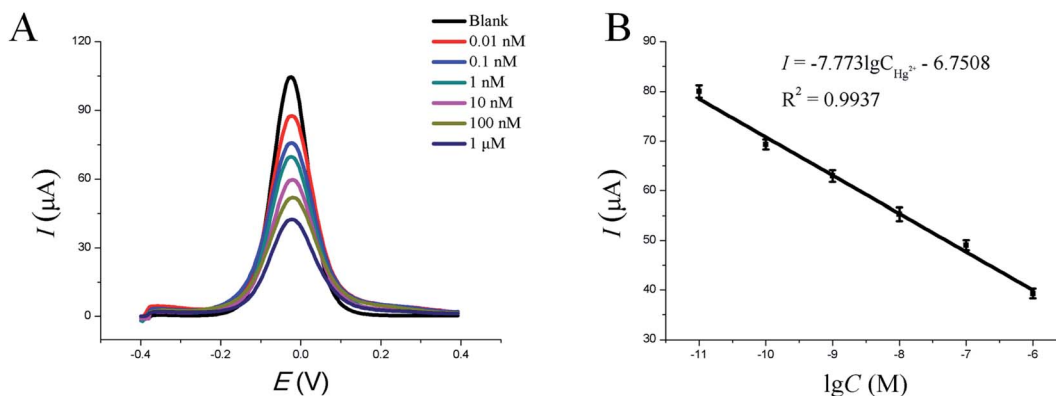 A
Blank
0.01 nM
0.1 nM
1 nM
10 nM
100 nM
1 μM
120
90
60
30
0
I (μA)
-0.4 -0.2 0.0 0.2 0.4
E (V)
B
I = -7.773lgC_Hg²⁺ - 6.7508
R² = 0.9937
90
80
70
60
50
40
30
I (μA)
-11 -10 -9 -8 -7 -6
lgC (M)